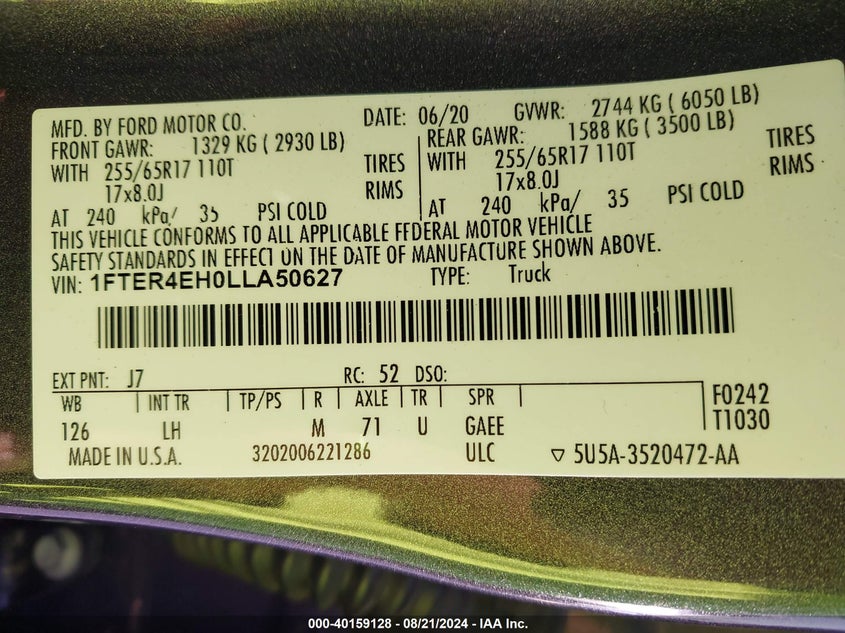 MFD. BY FORD MOTOR CO. DATE: 06/20 GVWR: 2744 KG ( 6050 LB)
FRONT GAWR: 1329 KG ( 2930 LB) REAR GAWR: 1588 KG ( 3500 LB)
WITH 255/65R17 110T TIRES WITH 255/65R17 110T TIRES
17x8.0J RIMS 17x8.0J RIMS
AT 240 kPa/ 35 PSI COLD AT 240 kPa/ 35 PSI COLD
THIS VEHICLE CONFORMS TO ALL APPLICABLE FEDERAL MOTOR VEHICLE
SAFETY STANDARDS IN EFFECT ON THE DATE OF MANUFACTURE SHOWN ABOVE.
VIN: 1FTER4EH0LLA50627 TYPE: Truck
EXT PNT: J7 RC: 52 DSO:
WB INT TR TP/PS R AXLE TR SPR F0242
126 LH M 71 U GAEE T1030
MADE IN U.S.A. 3202006221286 ULC ▽ 5U5A-3520472-AA
000-40159128 - 08/21/2024 - IAA Inc.